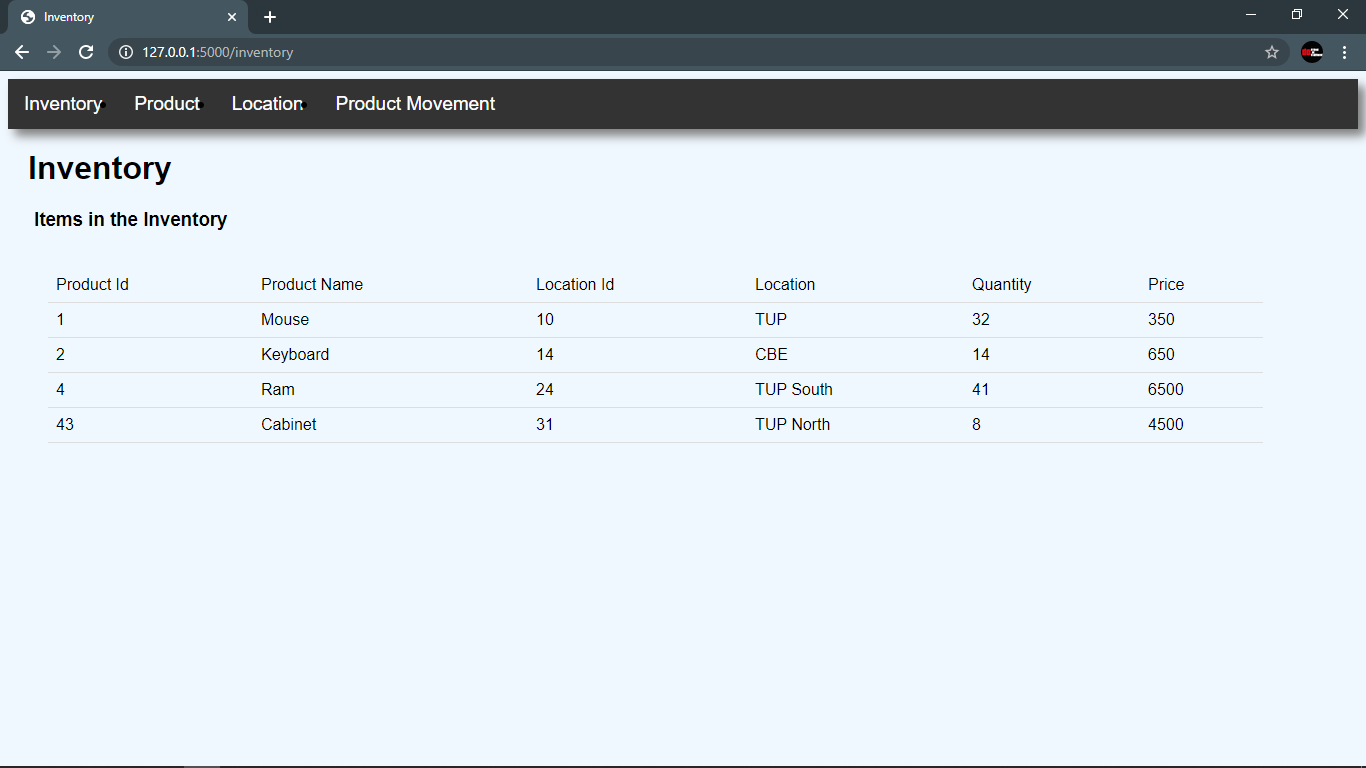 Inventory
127.0.0.1:5000/inventory
Inventory Product Location Product Movement
Inventory
Items in the Inventory
Product Id Product Name Location Id Location Quantity Price
1 Mouse 10 TUP 32 350
2 Keyboard 14 CBE 14 650
4 Ram 24 TUP South 41 6500
43 Cabinet 31 TUP North 8 4500